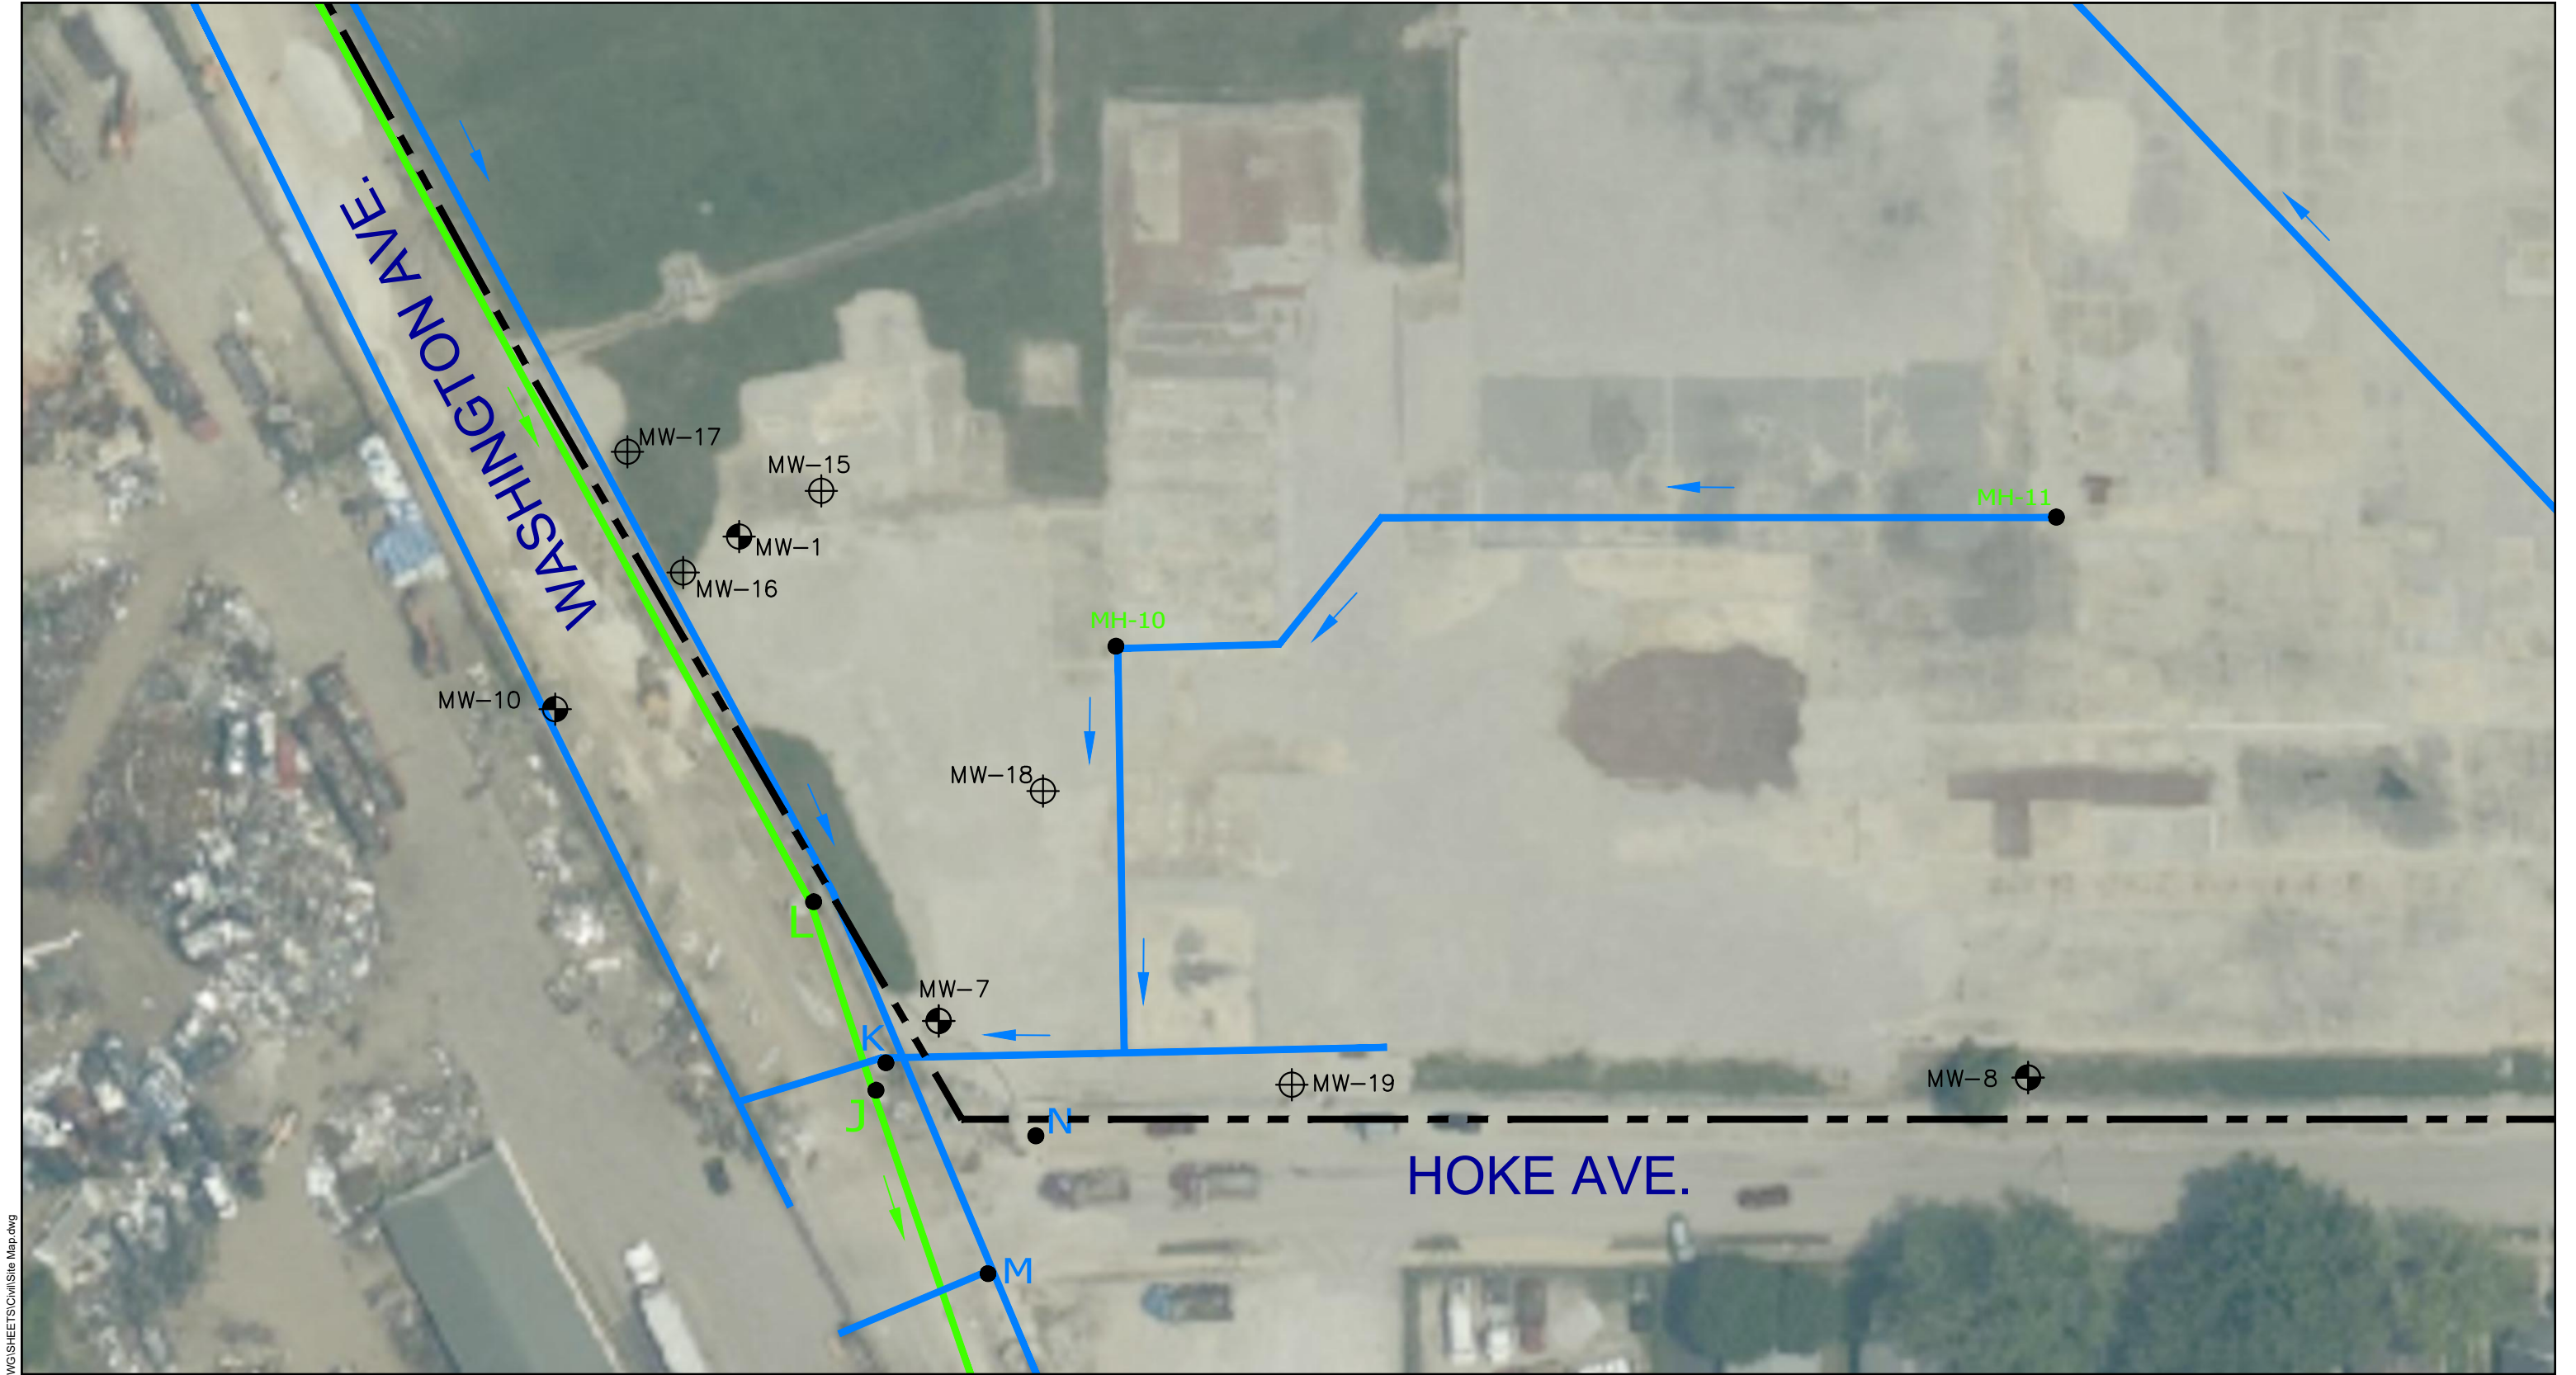 WASHINGTON AVE.
MW-17
MW-15
MW-1
MW-16
MH-11
MH-10
MW-10
MW-18
L
MW-7
K
J
N
MW-19
MW-8
HOKE AVE.
M
WG\SHEETS\Civil\Site Map.dwg